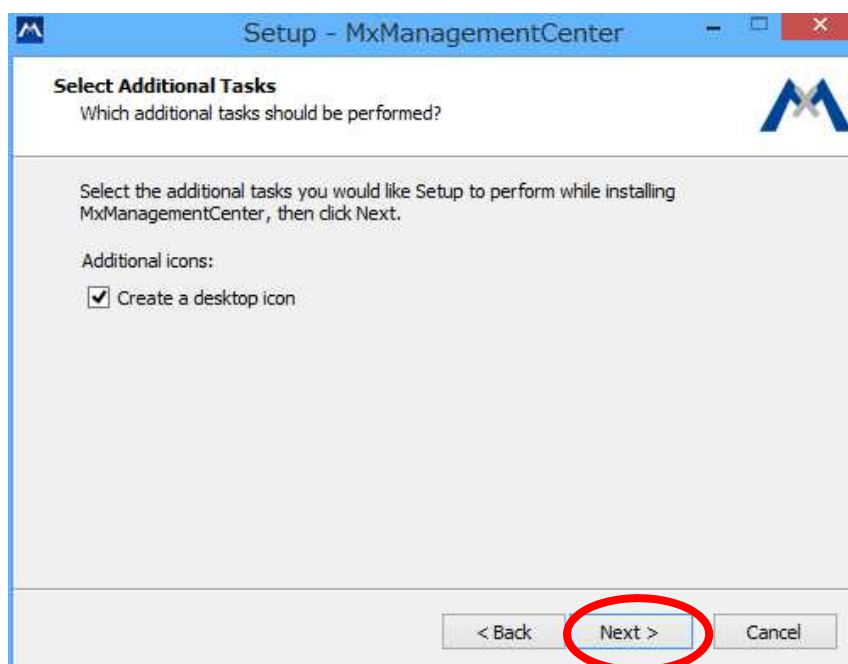 Setup - MxManagementCenter
Select Additional Tasks
Which additional tasks should be performed?
Select the additional tasks you would like Setup to perform while installing
MxManagementCenter, then click Next.
Additional icons:
Create a desktop icon
< Back Next > Cancel